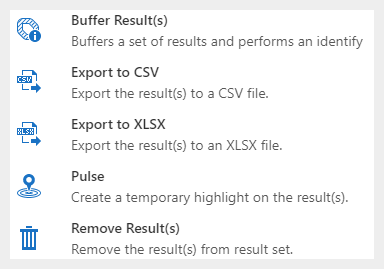 Buffer Result(s)
Buffers a set of results and performs an identify
CSV
Export to CSV
Export the result(s) to a CSV file.
XLSX
Export to XLSX
Export the result(s) to an XLSX file.
Pulse
Create a temporary highlight on the result(s).
Remove Result(s)
Remove the result(s) from result set.